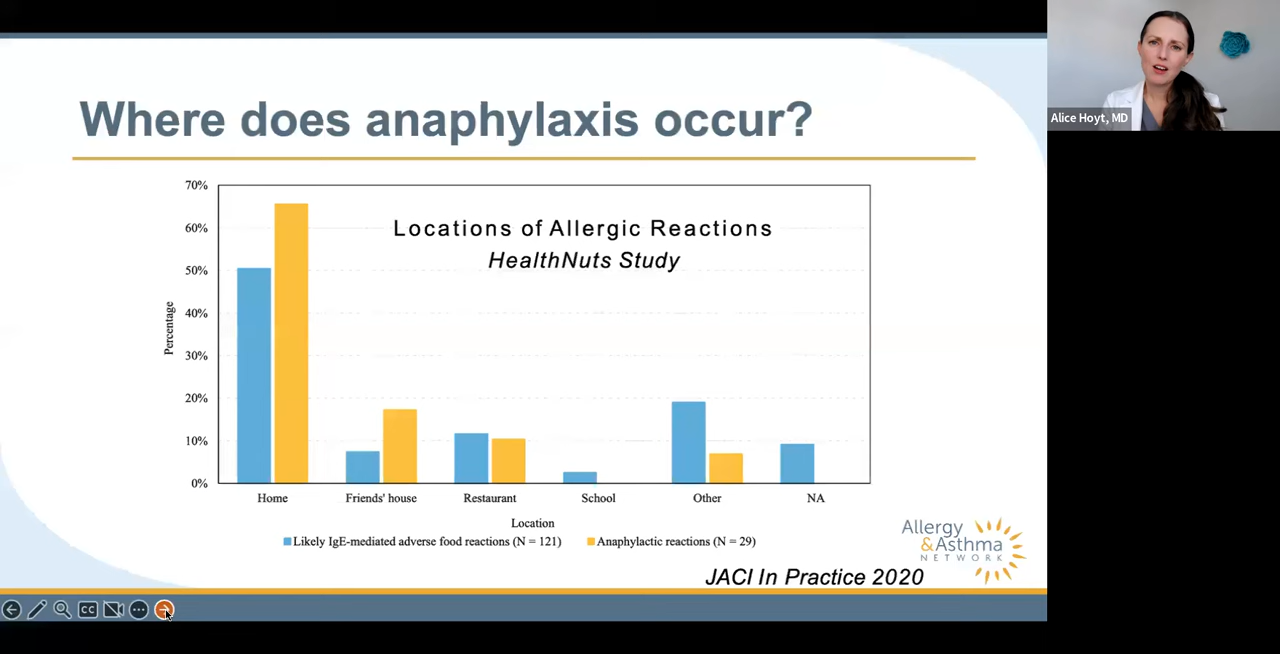 Where does anaphylaxis occur?
Alice Hoyt, MD
Locations of Allergic Reactions
HealthNuts Study
70%
60%
50%
40%
30%
20%
10%
0%
Percentage
Home
Friends' house
Restaurant
School
Other
NA
Location
Likely IgE-mediated adverse food reactions (N = 121)
Anaphylactic reactions (N = 29)
Allergy
&Asthma
NETWORK
JACI In Practice 2020
CC